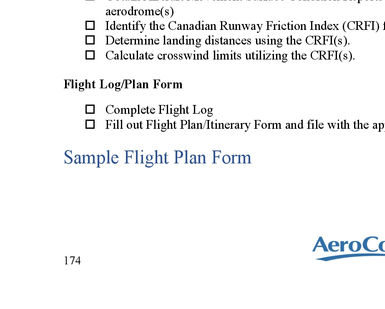 aerodrome(s)
Identify the Canadian Runway Friction Index (CRFI) f
Determine landing distances using the CRFI(s).
Calculate crosswind limits utilizing the CRFI(s).
Flight Log/Plan Form
Complete Flight Log
Fill out Flight Plan/Itinerary Form and file with the ap
Sample Flight Plan Form
AeroCo
174